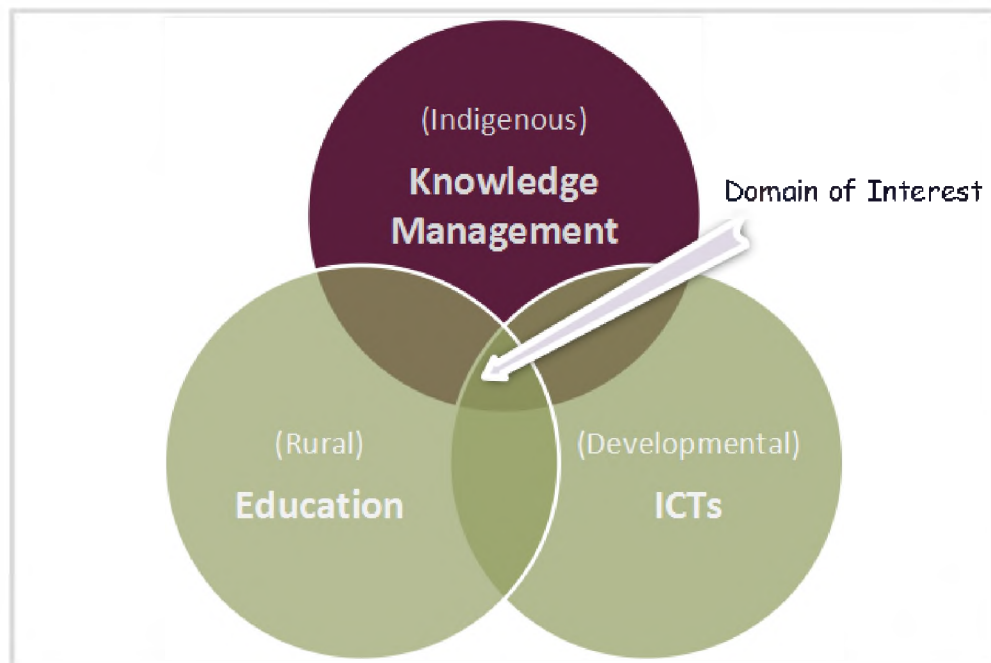 (Indigenous)
Knowledge
Management
Domain of Interest
(Rural)
Education
(Developmental)
ICTs